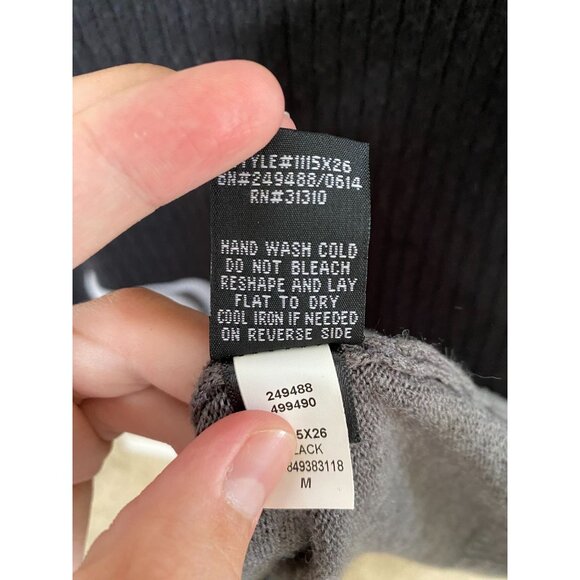 STYLE#1115X26
BN#249488/0614
RN#31310
HAND WASH COLD
DO NOT BLEACH
RESHAPE AND LAY
FLAT TO DRY
COOL IRON IF NEEDED
ON REVERSE SIDE
249488
499490
5X26
LACK
849383118
M